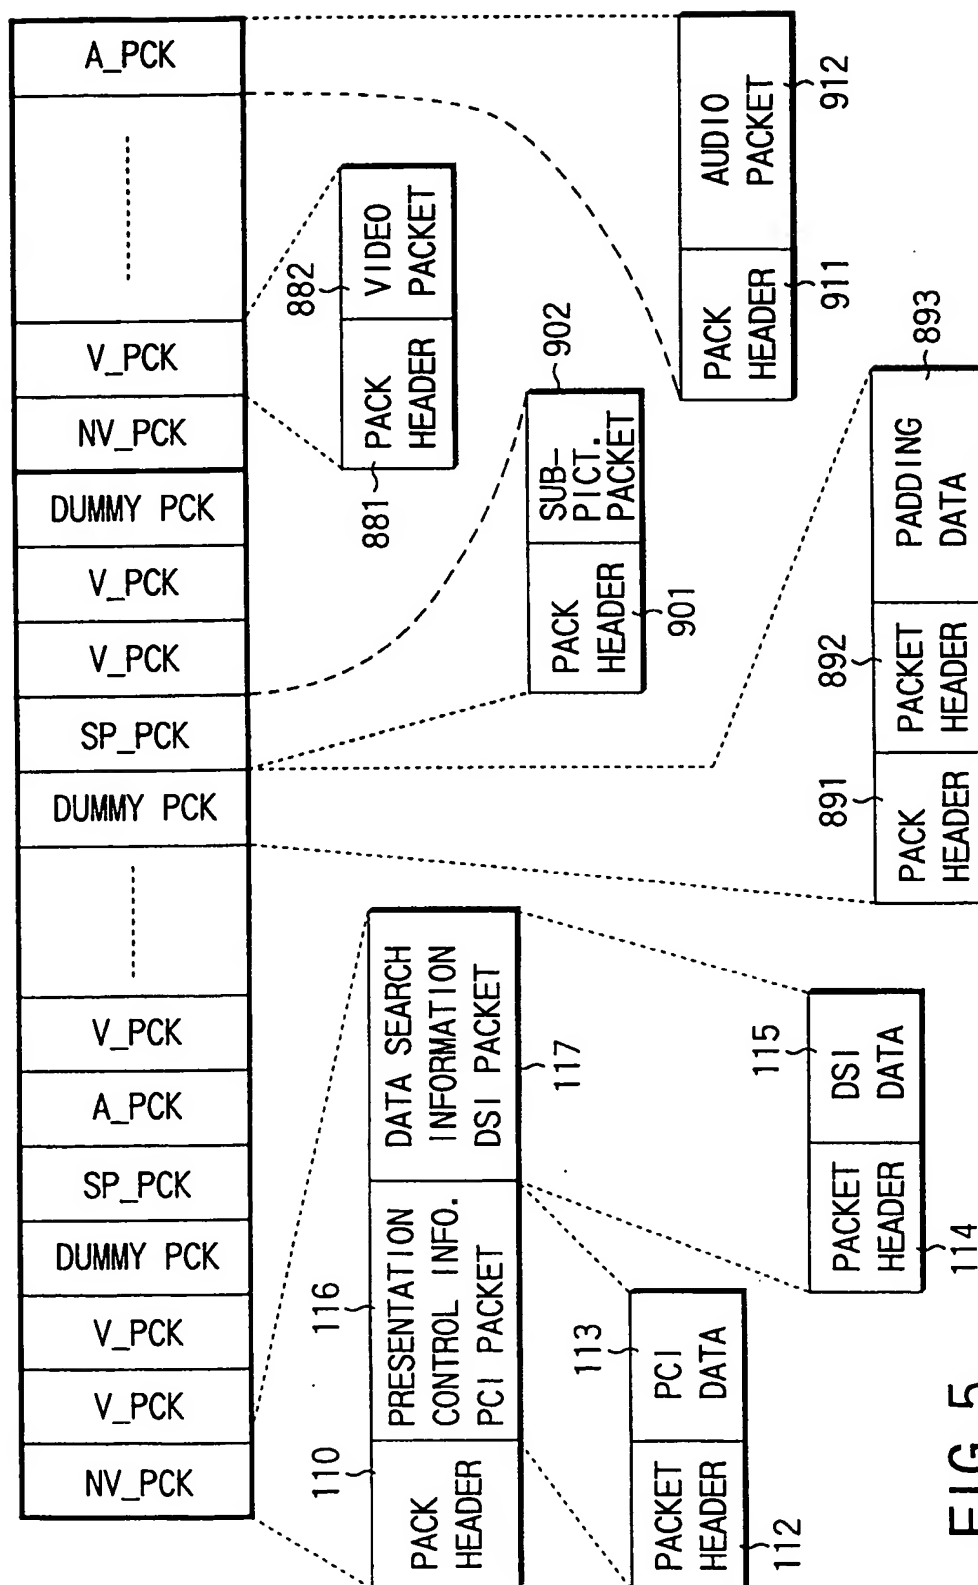 NV_PCK
V_PCK
V_PCK
DUMMY PCK
SP_PCK
A_PCK
V_PCK
DUMMY PCK
SP_PCK
V_PCK
V_PCK
DUMMY PCK
NV_PCK
V_PCK
A_PCK
110
116
PACK
HEADER
PRESENTATION
CONTROL INFO.
PCI PACKET
DATA SEARCH
INFORMATION
DSI PACKET
117
881
882
PACK
HEADER
VIDEO
PACKET
PACK
HEADER
SUB-
PICT.
PACKET
901
902
113
PACKET
HEADER
PCI
DATA
112
115
PACKET
HEADER
DSI
DATA
114
PACK
HEADER
AUDIO
PACKET
911
912
891
892
PACK
HEADER
PACKET
HEADER
PADDING
DATA
893
FIG. 5